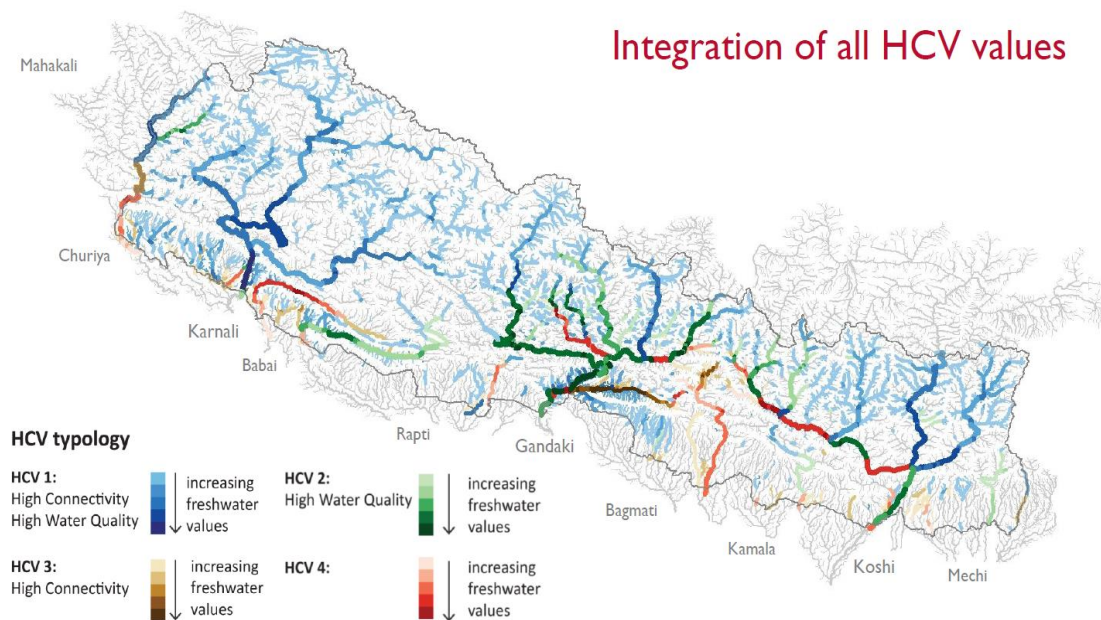 Integration of all HCV values
Mahakali
Churiya
Karnali
Babai
Rapti
Gandaki
Bagmati
Kamala
Koshi
Mechi
HCV typology
HCV 1:
High Connectivity
High Water Quality
increasing
freshwater
values
HCV 2:
High Water Quality
increasing
freshwater
values
HCV 3:
High Connectivity
increasing
freshwater
values
HCV 4:
increasing
freshwater
values